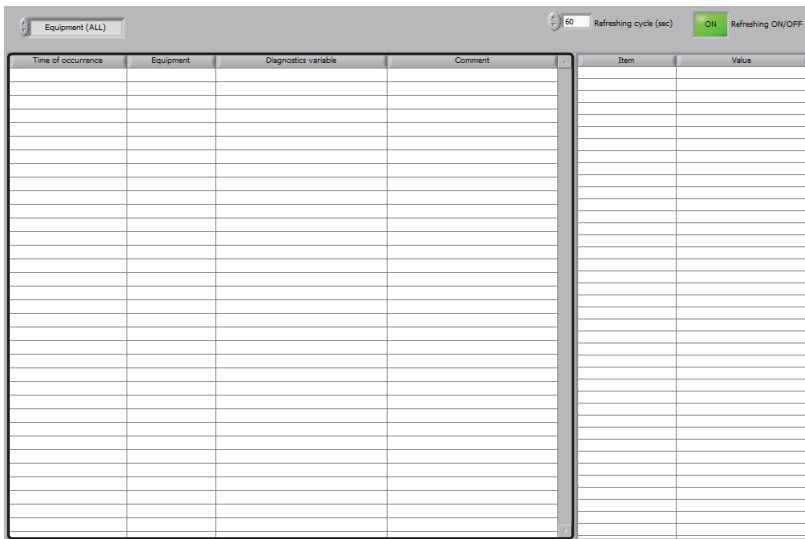 Equipment (ALL)
60 Refreshing cycle (sec) ON Refreshing ON/OFF
Time of occurrence Equipment Diagnostics variable Comment Item Value